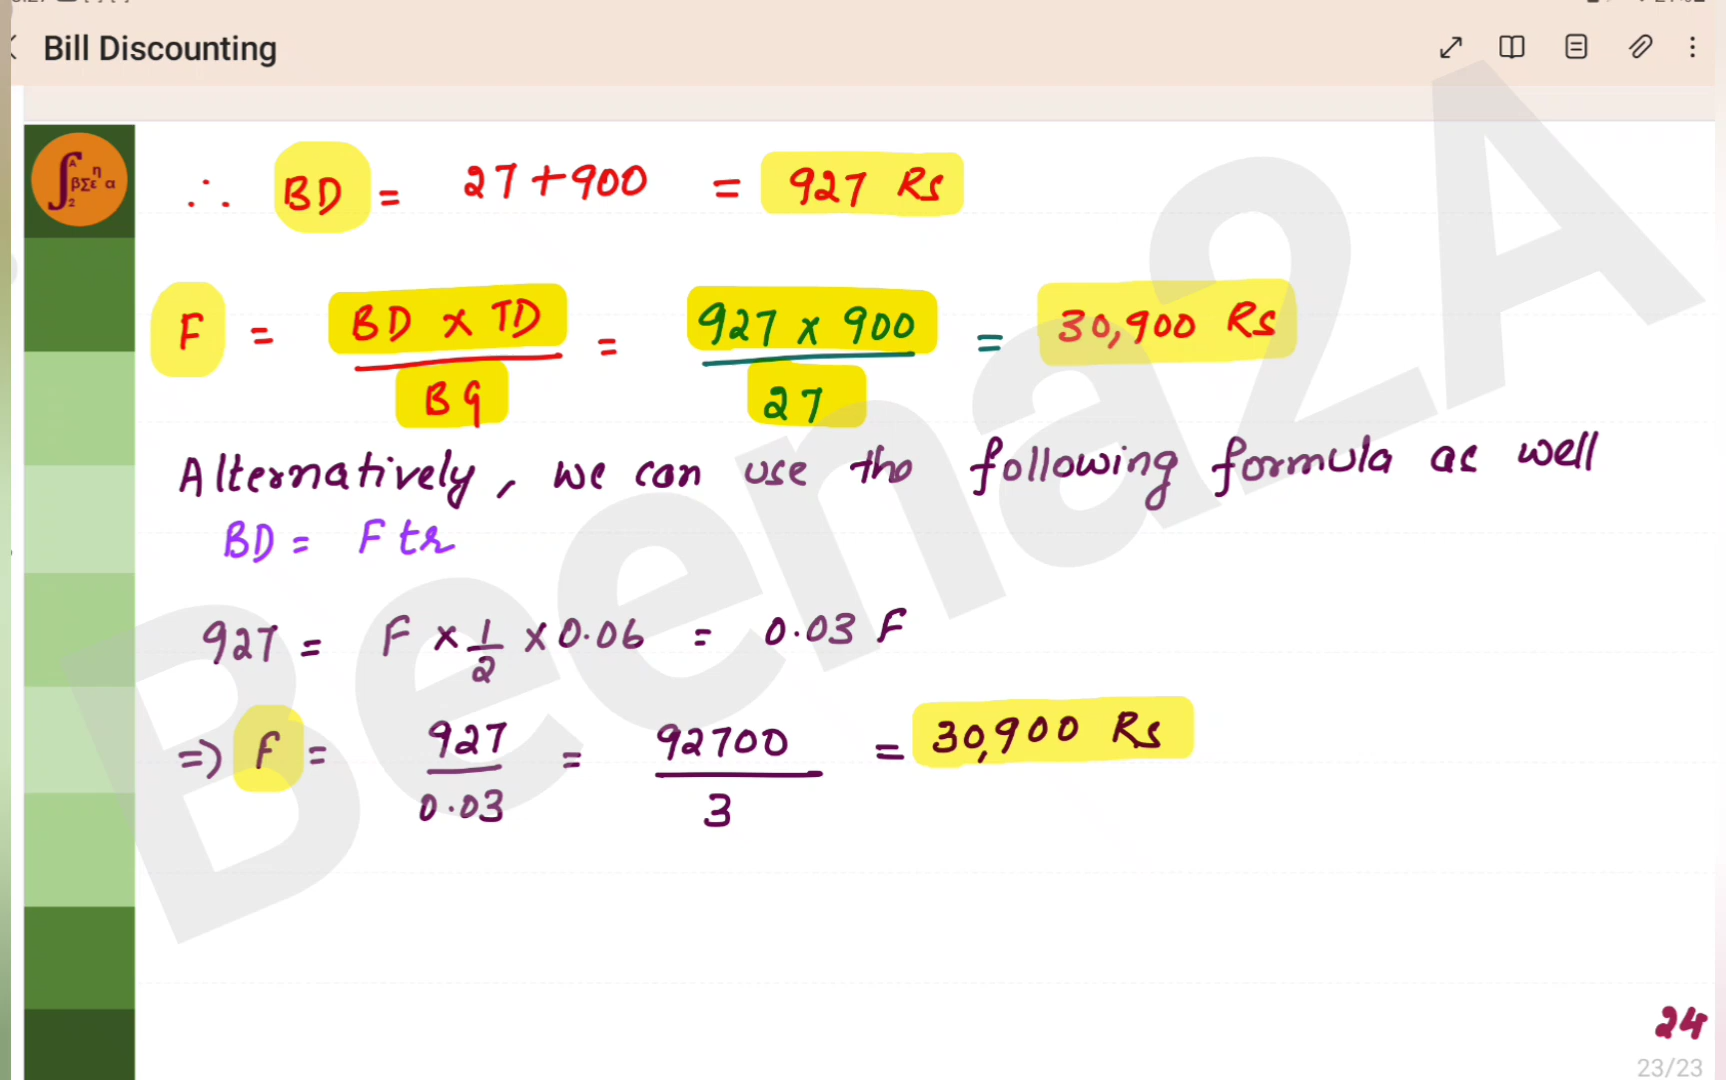 Bill Discounting
∴ BD = 27+900 = 927 Rs
F = BD x TD / BG = 927 x 900 / 27 = 30,900 Rs
Alternatively, we can use the following formula as well
BD = F tr
927 = F x 1/2 x 0.06 = 0.03 F
=> F = 927 / 0.03 = 92700 / 3 = 30,900 Rs
Beena2A
24
23/23